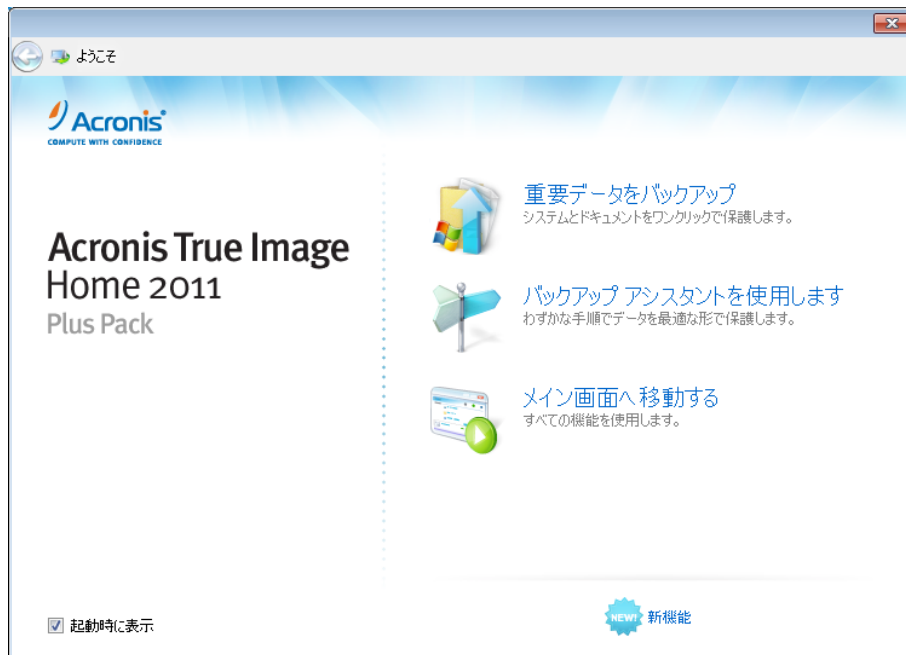 ようこそ
Acronis
COMPUTE WITH CONFIDENCE
Acronis True Image
Home 2011
Plus Pack
重要データをバックアップ
システムとドキュメントをワンクリックで保護します。
バックアップ アシスタントを使用します
わずかな手順でデータを最適な形で保護します。
メイン画面へ移動する
すべての機能を使用します。
起動時に表示
NEW!
新機能